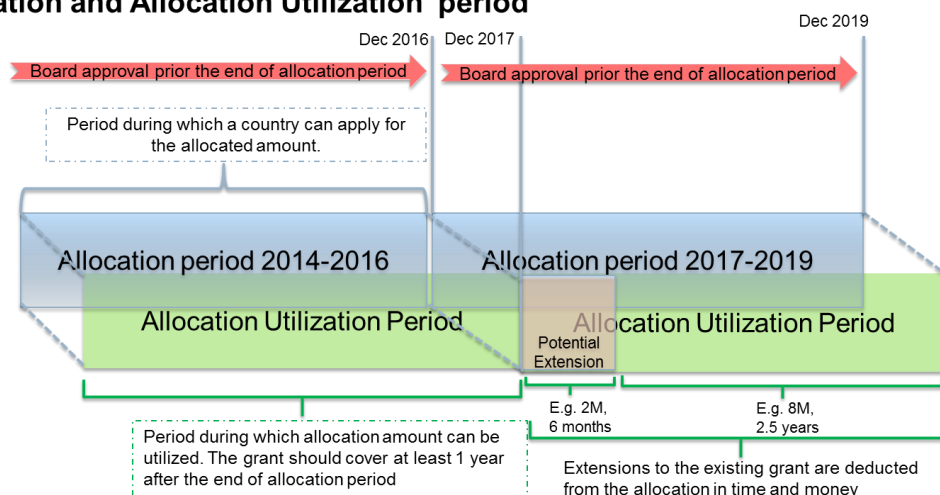 ation and Allocation Utilization period
Dec 2019
Dec 2016
Dec 2017
Board approval prior the end of allocation period
Board approval prior the end of allocation period
Period during which a country can apply for
the allocated amount.
Allocation period 2014-2016
Allocation period 2017-2019
Allocation Utilization Period
Allocation Utilization Period
Potential
Extension
E.g. 2M,
6 months
E.g. 8M,
2.5 years
Period during which allocation amount can be
utilized. The grant should cover at least 1 year
after the end of allocation period
Extensions to the existing grant are deducted
from the allocation in time and money